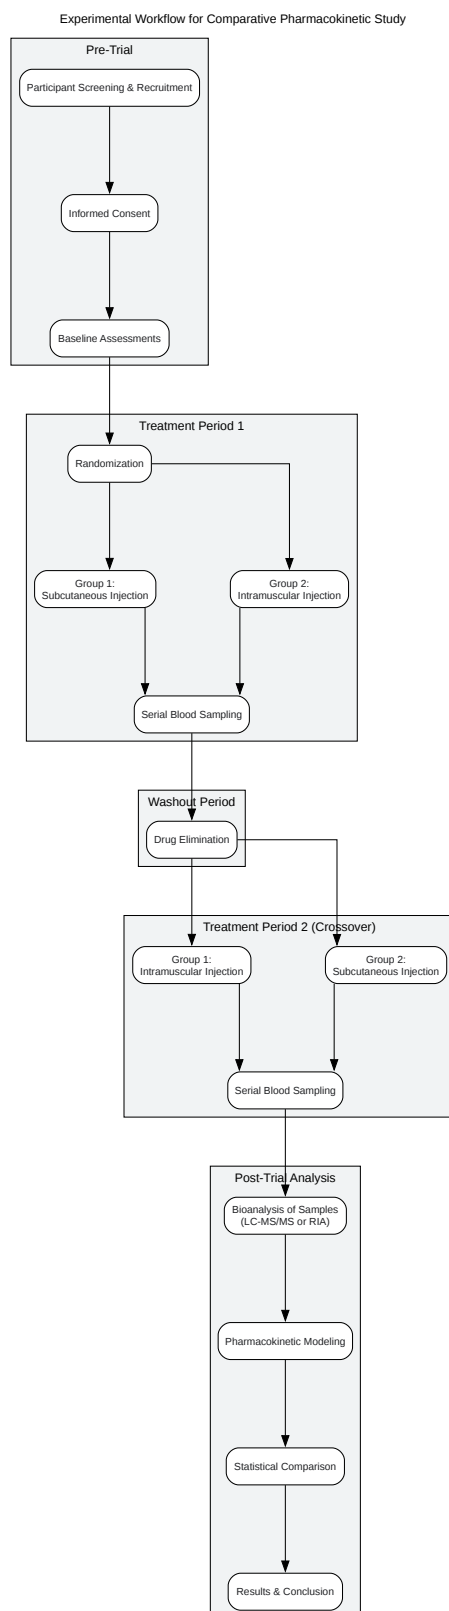 Experimental Workflow for Comparative Pharmacokinetic Study
Pre-Trial
Participant Screening & Recruitment
Informed Consent
Baseline Assessments
Treatment Period 1
Randomization
Group 1:
Subcutaneous Injection
Group 2:
Intramuscular Injection
Serial Blood Sampling
Washout Period
Drug Elimination
Treatment Period 2 (Crossover)
Group 1:
Intramuscular Injection
Group 2:
Subcutaneous Injection
Serial Blood Sampling
Post-Trial Analysis
Bioanalysis of Samples
(LC-MS/MS or RIA)
Pharmacokinetic Modeling
Statistical Comparison
Results & Conclusion